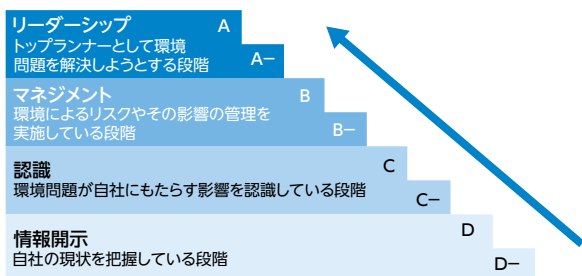 リーダーシップ A
トップランナーとして環境
問題を解決しようとする段階 A−
マネジメント B
環境によるリスクやその影響の管理を
実施している段階 B−
認識 C
環境問題が自社にもたらす影響を認識している段階
C−
情報開示 D
自社の現状を把握している段階 D−